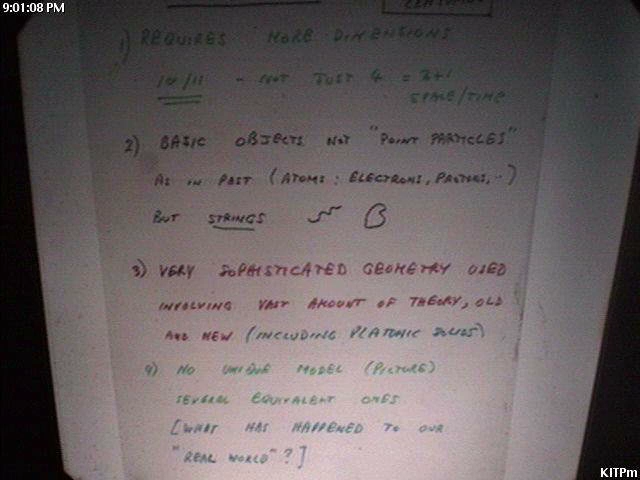 9:01:08 PM
1) REQUIRES MORE DIMENSIONS
10/11 - NOT JUST 4 = 3+1
SPACE/TIME
2) BASIC OBJECTS NOT "POINT PARTICLES"
AS IN PAST (ATOMS: ELECTRONS, PROTONS, ..)
BUT STRINGS
3) VERY SOPHISTICATED GEOMETRY USED
INVOLVING VAST AMOUNT OF THEORY, OLD
AND NEW (INCLUDING PLATONIC SOLIDS)
4) NO UNIQUE MODEL (PICTURE)
SEVERAL EQUIVALENT ONES
[WHAT HAS HAPPENED TO OUR
"REAL WORLD"?]
KITPm